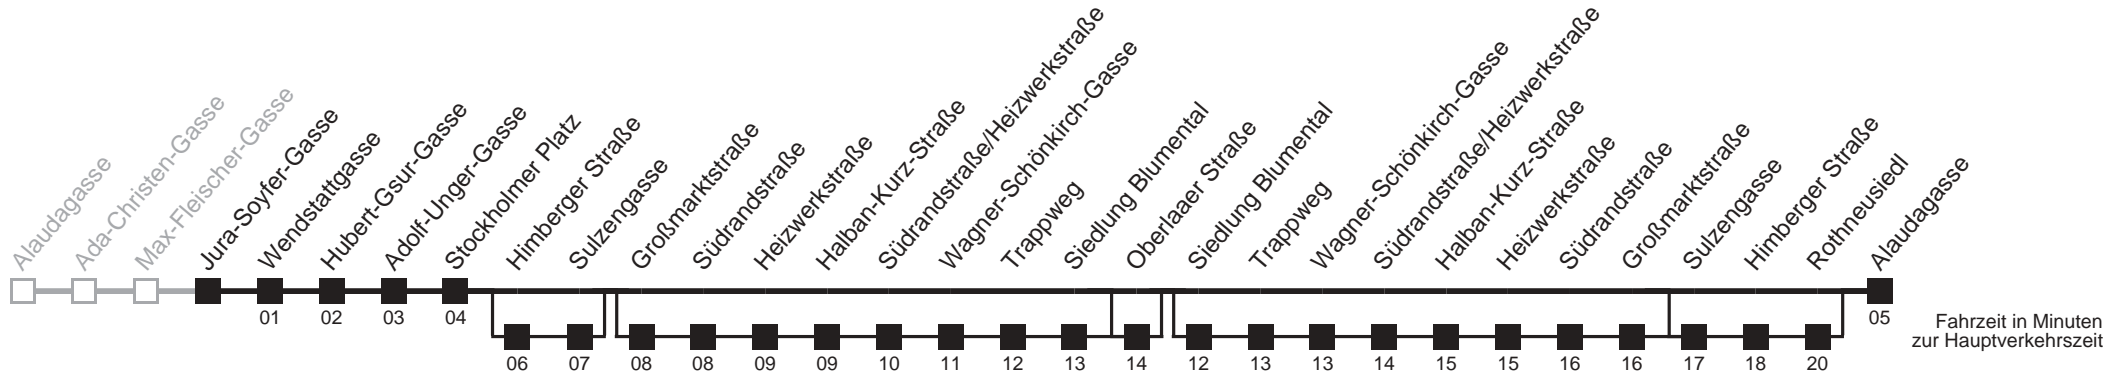 Alaudagasse
Ada-Christen-Gasse
Max-Fleischer-Gasse
Jura-Soyfer-Gasse
Wendstattgasse
Hubert-Gsur-Gasse
Adolf-Unger-Gasse
Stockholmer Platz
Himberger Straße
Sulzengasse
Großmarktstraße
Südrandstraße
Heizwerkstraße
Halban-Kurz-Straße
Südrandstraße/Heizwerkstraße
Wagner-Schönkirch-Gasse
Trappweg
Siedlung Blumental
Oberlaaer Straße
Siedlung Blumental
Trappweg
Wagner-Schönkirch-Gasse
Südrandstraße/Heizwerkstraße
Halban-Kurz-Straße
Heizwerkstraße
Südrandstraße
Großmarktstraße
Sulzengasse
Himberger Straße
Rothneusiedl
Alaudagasse
01 02 03 04 05
06 07 08 08 09 09 10 11 12 13 14 12 13 13 14 15 15 16 16 17 18 20
Fahrzeit in Minuten
zur Hauptverkehrszeit